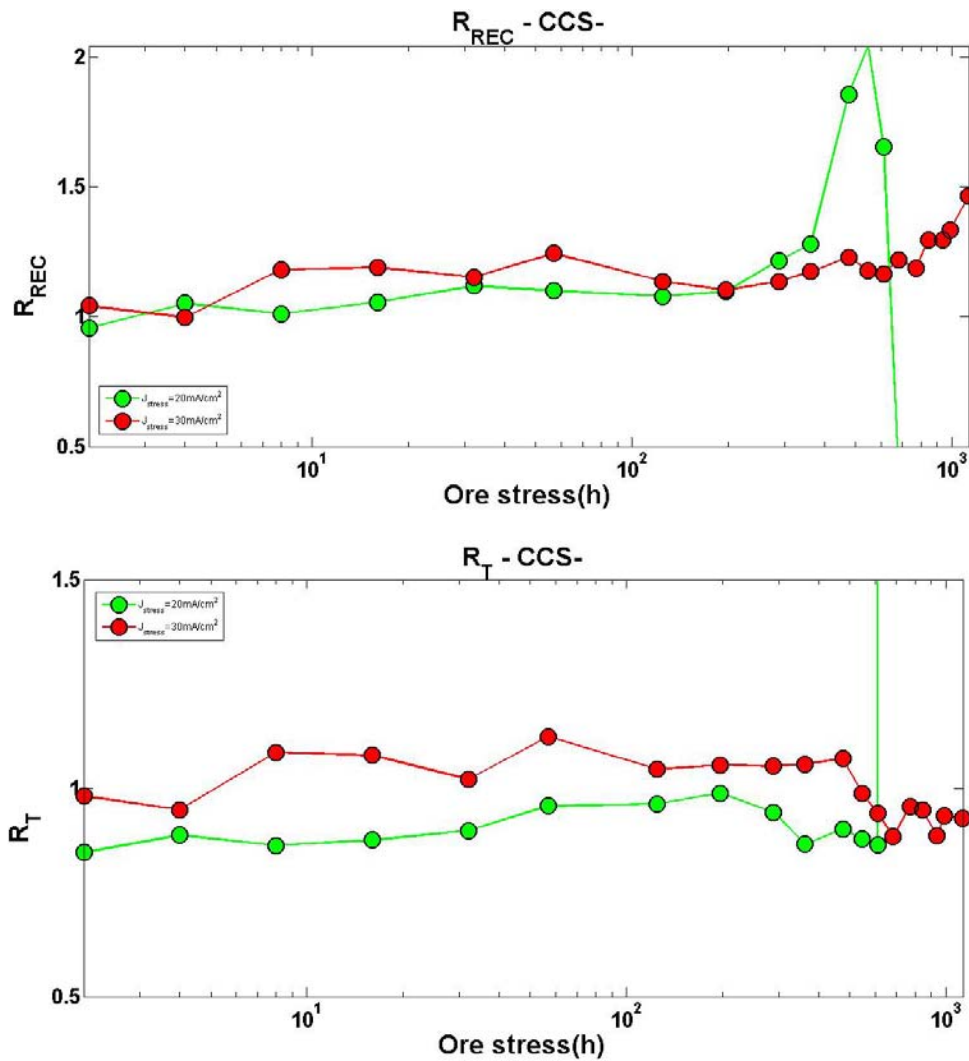 R_REC - CCS-
2
1.5
1
0.5
R_REC
J_stress=20mA/cm²
J_stress=30mA/cm²
10¹
10²
10³
Ore stress(h)
R_T - CCS-
1.5
1
0.5
R_T
J_stress=20mA/cm²
J_stress=30mA/cm²
10¹
10²
10³
Ore stress(h)